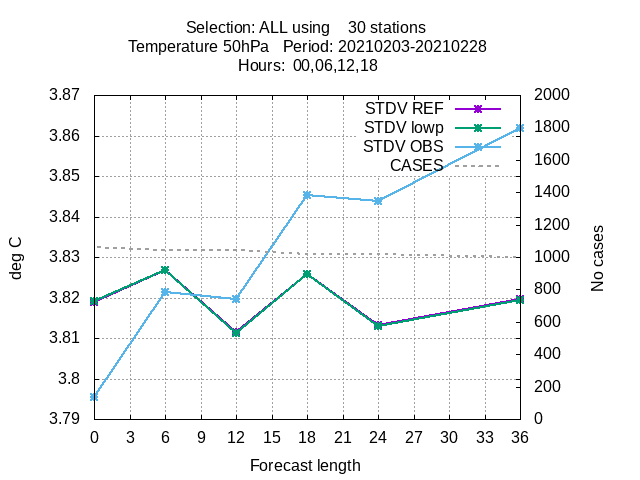 Selection: ALL using 30 stations
Temperature 50hPa Period: 20210203-20210228
Hours: 00,06,12,18
STDV REF
STDV lowp
STDV OBS
CASES
3.87
3.86
3.85
3.84
3.83
3.82
3.81
3.8
3.79
deg C
2000
1800
1600
1400
1200
1000
800
600
400
200
0
No cases
0 3 6 9 12 15 18 21 24 27 30 33 36
Forecast length